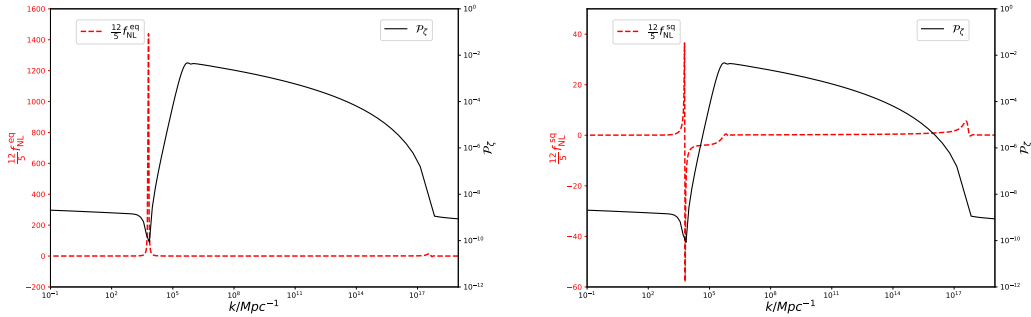 12/5 f_NL^eq
P_ζ
1600
1400
1200
1000
800
600
400
200
0
−200
12/5 f_NL^eq
10^0
10^−2
10^−4
10^−6
10^−8
10^−10
10^−12
P_ζ
10^−1 10^2 10^5 10^8 10^11 10^14 10^17
k/Mpc^−1
12/5 f_NL^sq
P_ζ
40
20
0
−20
−40
−60
12/5 f_NL^sq
10^0
10^−2
10^−4
10^−6
10^−8
10^−10
10^−12
P_ζ
10^−1 10^2 10^5 10^8 10^11 10^14 10^17
k/Mpc^−1